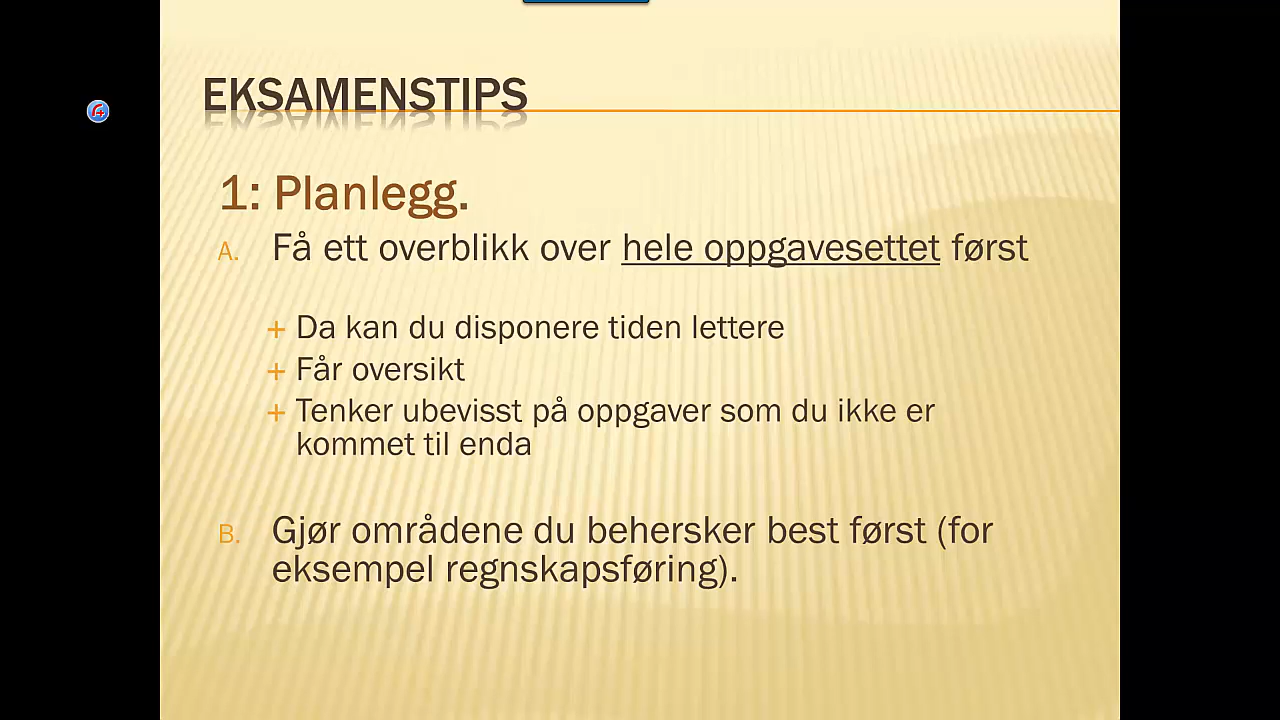 EKSAMENSTIPS
1: Planlegg.
A. Få ett overblikk over hele oppgavesettet først
+ Da kan du disponere tiden lettere
+ Får oversikt
+ Tenker ubevisst på oppgaver som du ikke er
kommet til enda
B. Gjør områdene du behersker best først (for
eksempel regnskapsføring).